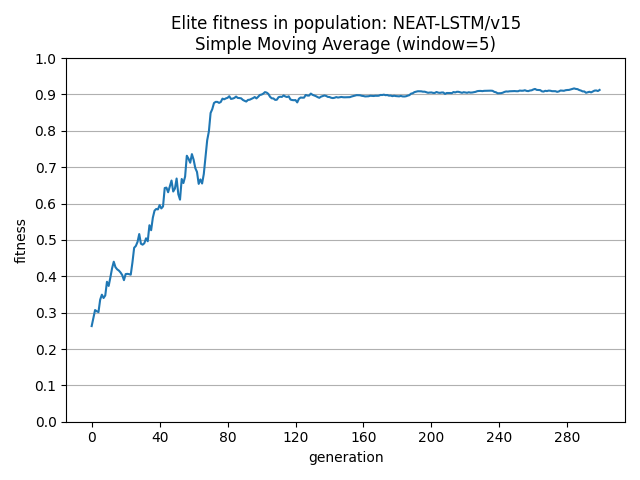 Elite fitness in population: NEAT-LSTM/v15
Simple Moving Average (window=5)
1.0
0.9
0.8
0.7
0.6
0.5
0.4
0.3
0.2
0.1
0.0
fitness
0 40 80 120 160 200 240 280
generation